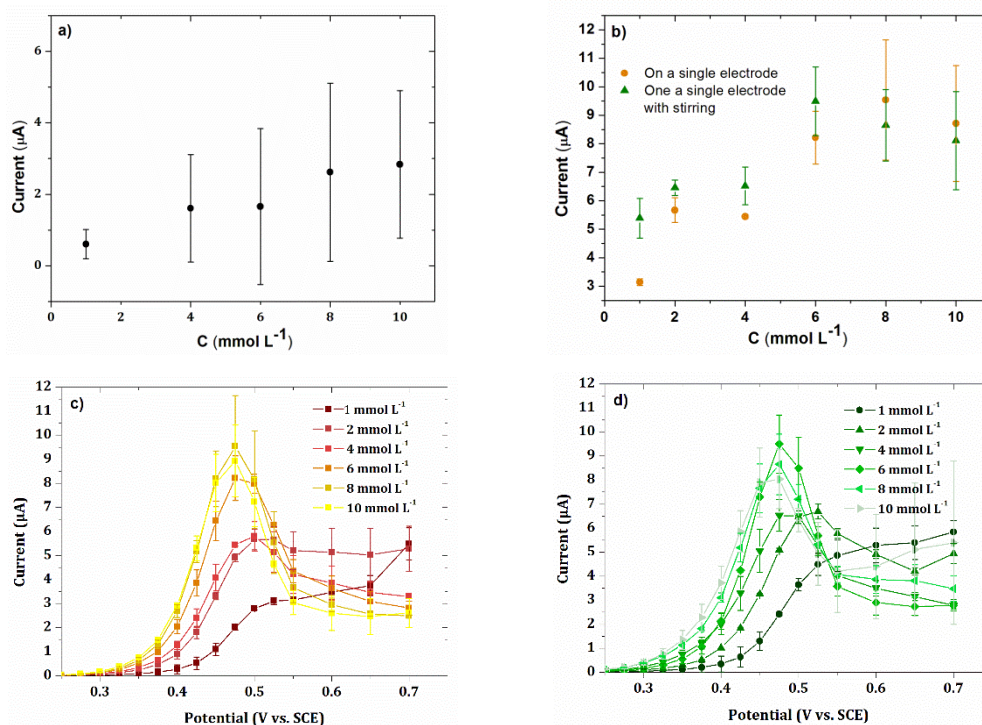 a)
6
4
2
0
Current (µA)
0 2 4 6 8 10
C (mmol L⁻¹)
b)
On a single electrode
One a single electrode
with stirring
12
11
10
9
8
7
6
5
4
3
Current (µA)
0 2 4 6 8 10
C (mmol L⁻¹)
c)
1 mmol L⁻¹
2 mmol L⁻¹
4 mmol L⁻¹
6 mmol L⁻¹
8 mmol L⁻¹
10 mmol L⁻¹
12
11
10
9
8
7
6
5
4
3
2
1
0
Current (µA)
0.3 0.4 0.5 0.6 0.7
Potential (V vs. SCE)
d)
1 mmol L⁻¹
2 mmol L⁻¹
4 mmol L⁻¹
6 mmol L⁻¹
8 mmol L⁻¹
10 mmol L⁻¹
12
11
10
9
8
7
6
5
4
3
2
1
0
Current (µA)
0.3 0.4 0.5 0.6 0.7
Potential (V vs. SCE)